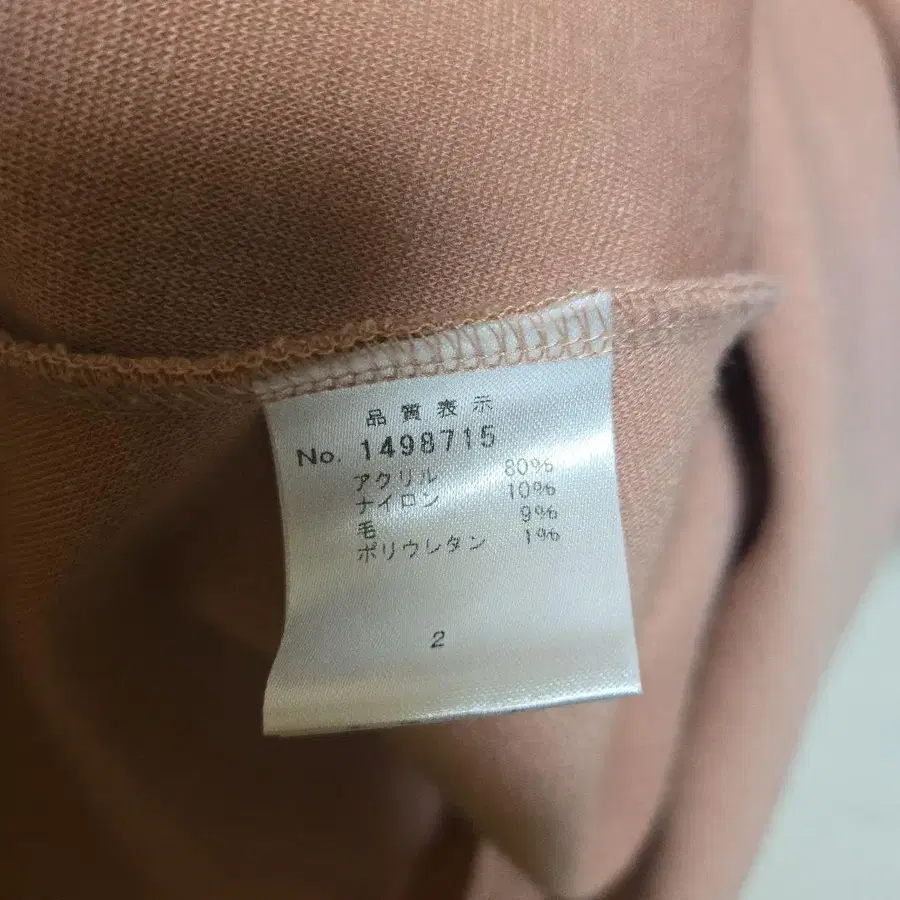 品質表示
No. 1498715
アクリル 80%
ナイロン 10%
毛 9%
ポリウレタン 1%
2